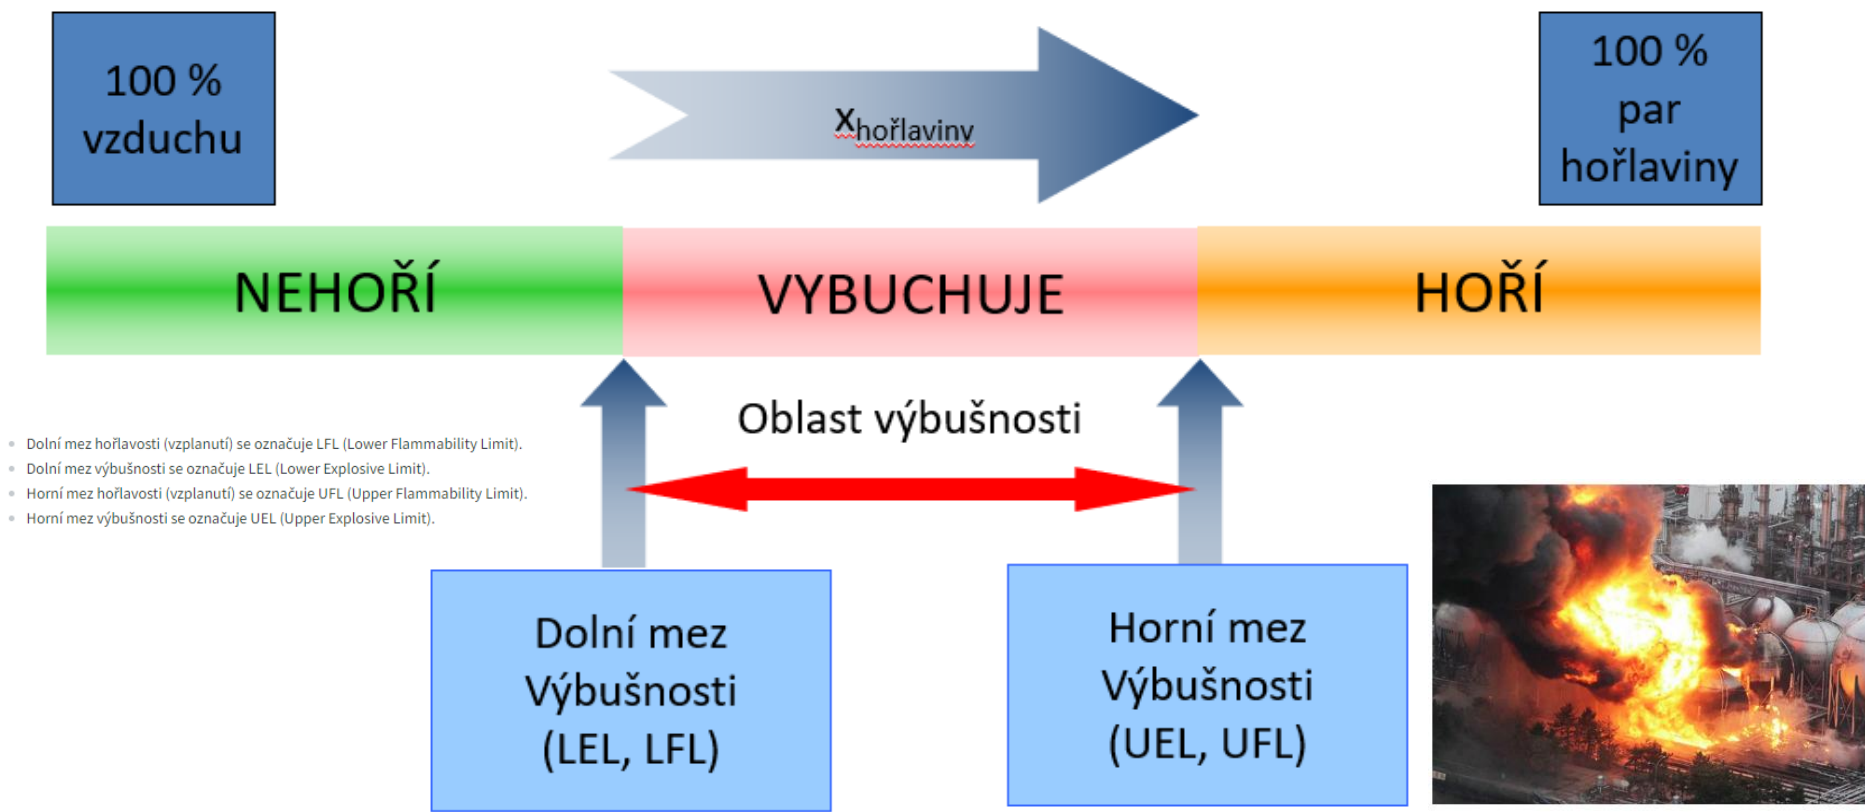 100 %
vzduchu
xhořlaviny
100 %
par
hořlaviny
NEHOŘÍ
VYBUCHUJE
HOŘÍ
Oblast výbušnosti
Dolní mez hořlavosti (vzplanutí) se označuje LFL (Lower Flammability Limit).
Dolní mez výbušnosti se označuje LEL (Lower Explosive Limit).
Horní mez hořlavosti (vzplanutí) se označuje UFL (Upper Flammability Limit).
Horní mez výbušnosti se označuje UEL (Upper Explosive Limit).
Dolní mez
Výbušnosti
(LEL, LFL)
Horní mez
Výbušnosti
(UEL, UFL)